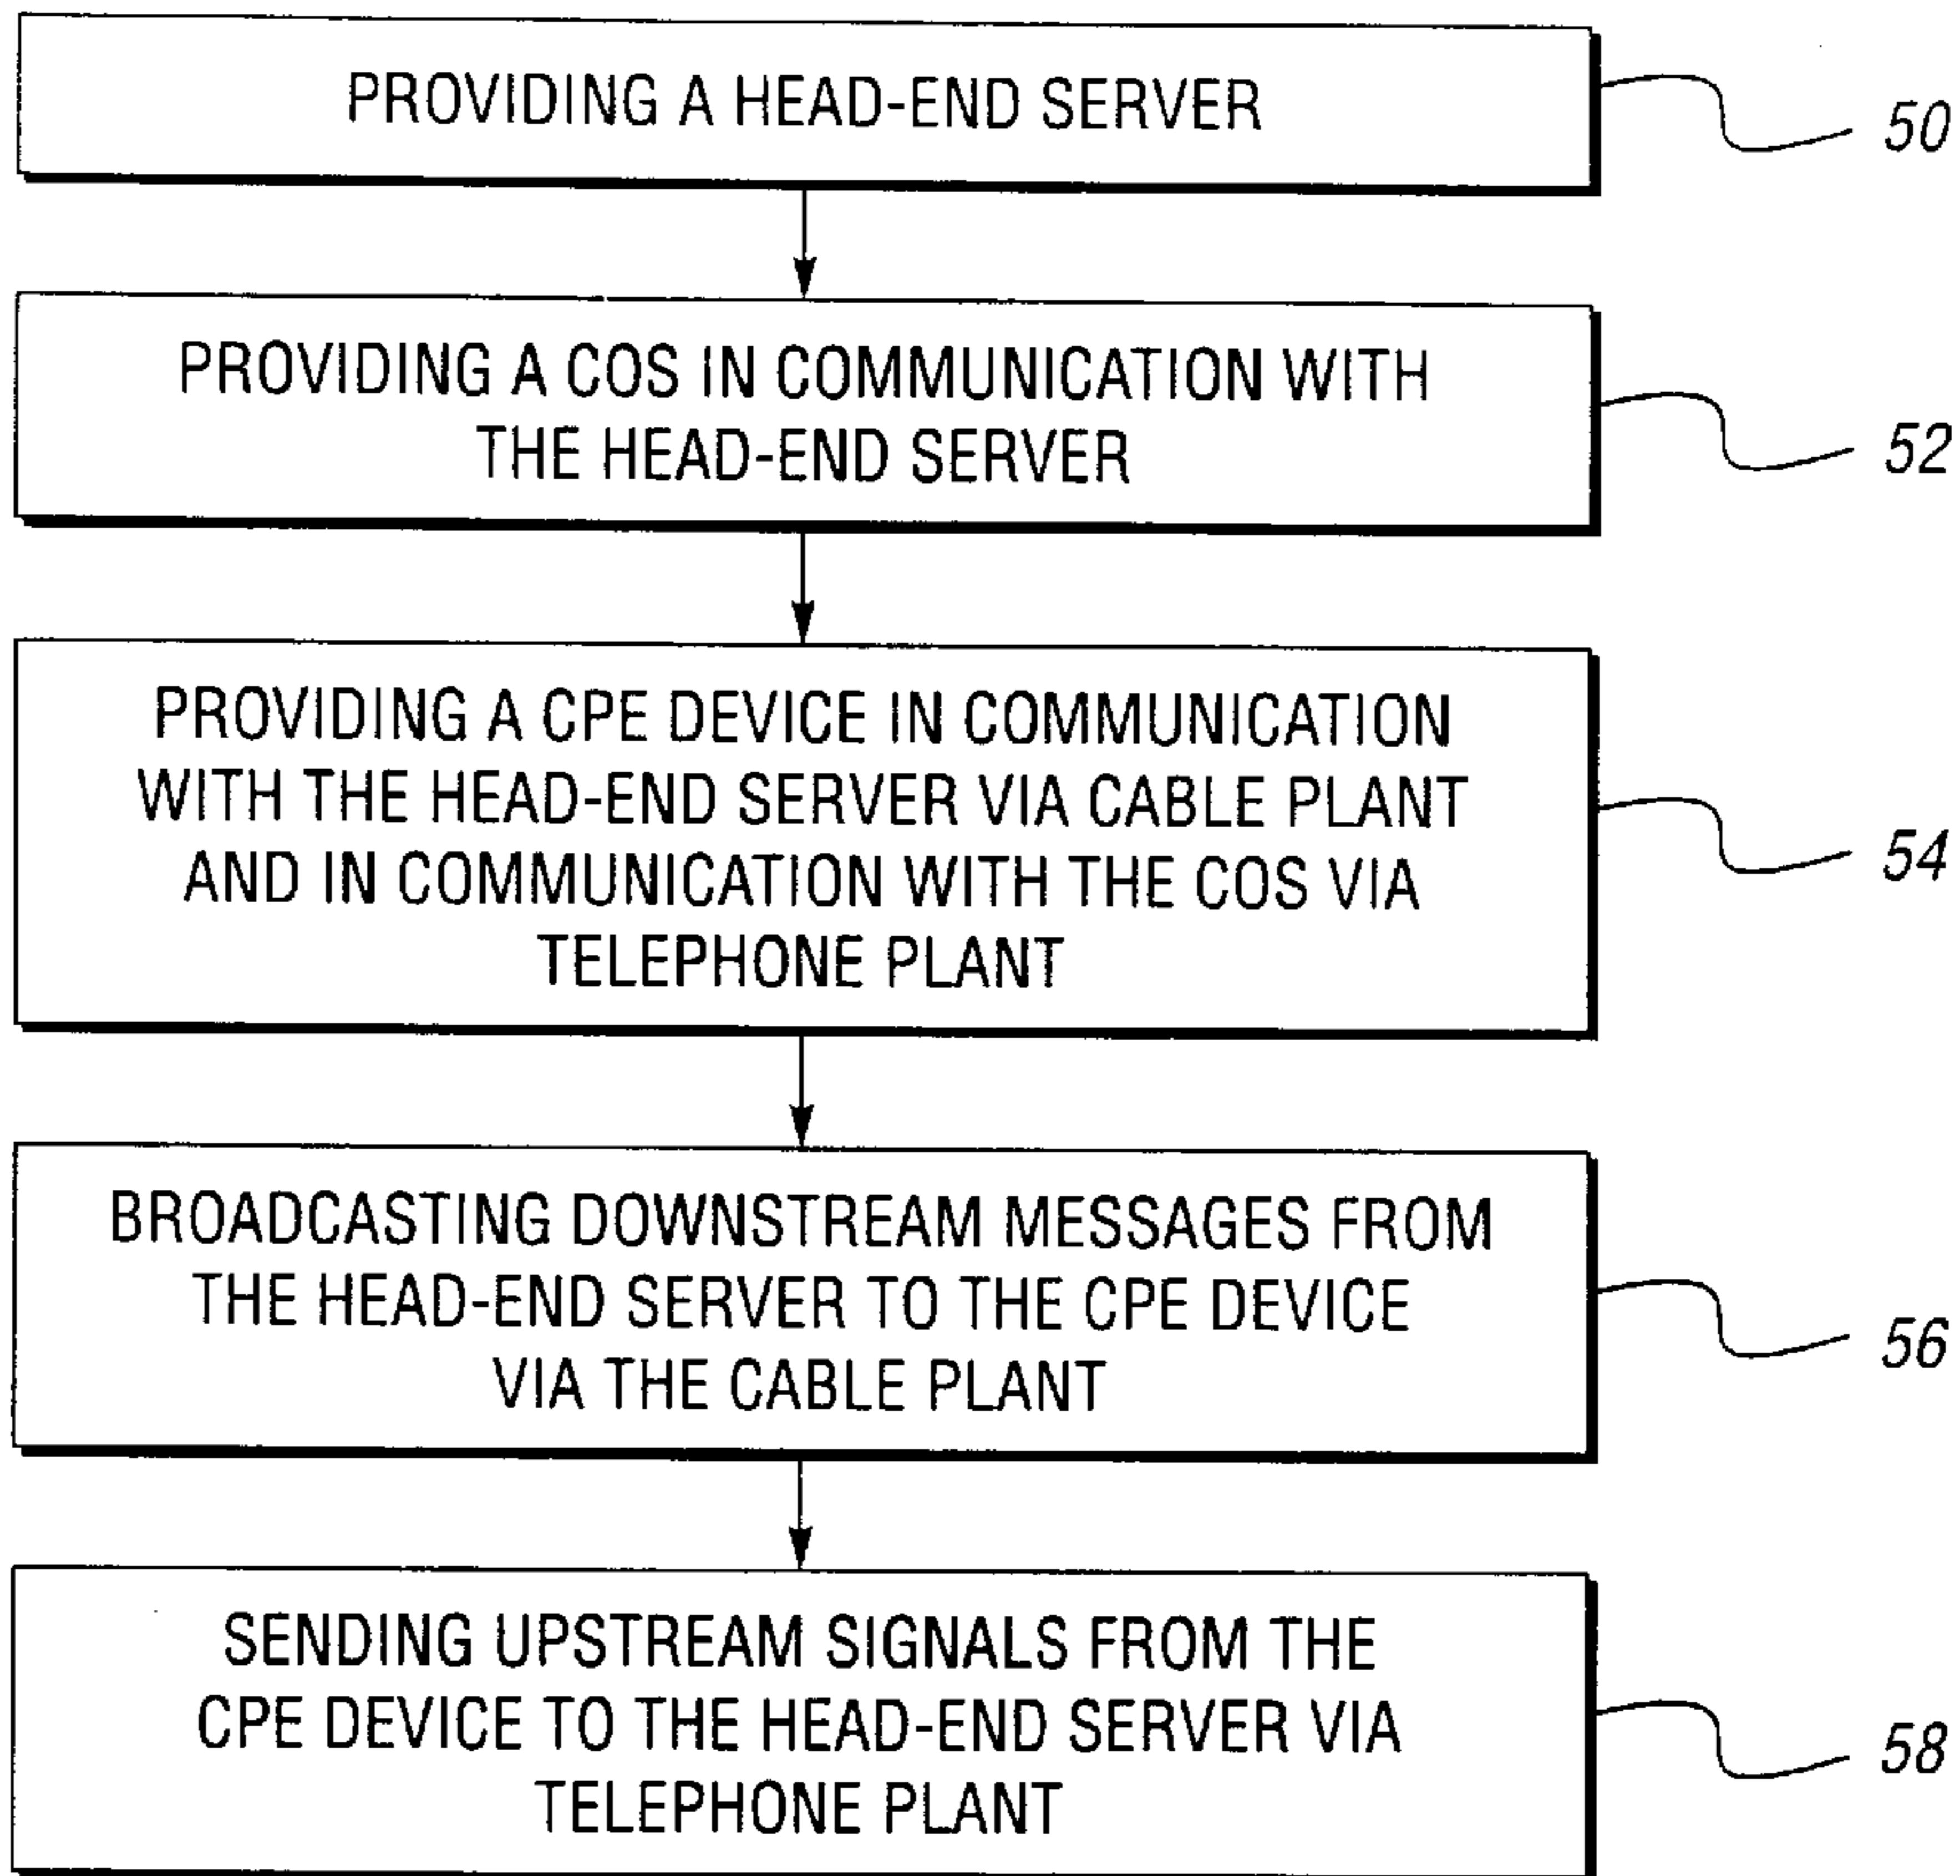 PROVIDING A HEAD-END SERVER
50
PROVIDING A COS IN COMMUNICATION WITH
THE HEAD-END SERVER
52
PROVIDING A CPE DEVICE IN COMMUNICATION
WITH THE HEAD-END SERVER VIA CABLE PLANT
AND IN COMMUNICATION WITH THE COS VIA
TELEPHONE PLANT
54
BROADCASTING DOWNSTREAM MESSAGES FROM
THE HEAD-END SERVER TO THE CPE DEVICE
VIA THE CABLE PLANT
56
SENDING UPSTREAM SIGNALS FROM THE
CPE DEVICE TO THE HEAD-END SERVER VIA
TELEPHONE PLANT
58